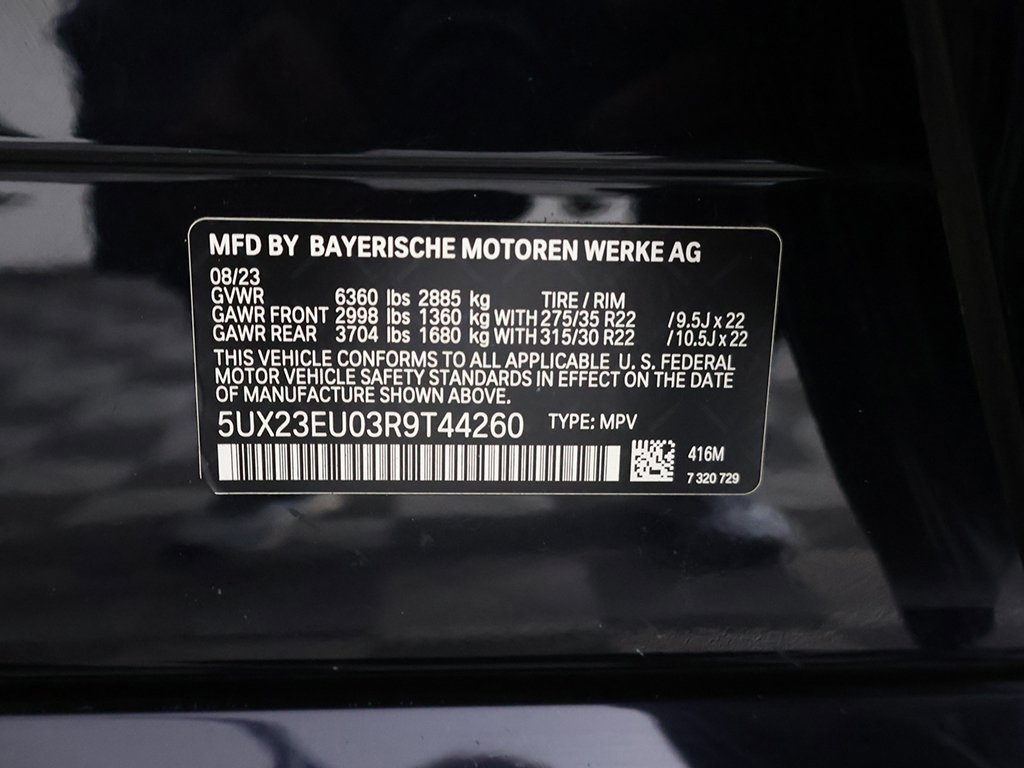 MFD BY BAYERISCHE MOTOREN WERKE AG
08/23
GVWR 6360 lbs 2885 kg TIRE / RIM
GAWR FRONT 2998 lbs 1360 kg WITH 275/35 R22 /9.5J x 22
GAWR REAR 3704 lbs 1680 kg WITH 315/30 R22 /10.5J x 22
THIS VEHICLE CONFORMS TO ALL APPLICABLE U. S. FEDERAL
MOTOR VEHICLE SAFETY STANDARDS IN EFFECT ON THE DATE
OF MANUFACTURE SHOWN ABOVE.
5UX23EU03R9T44260 TYPE: MPV
416M
7 320 729